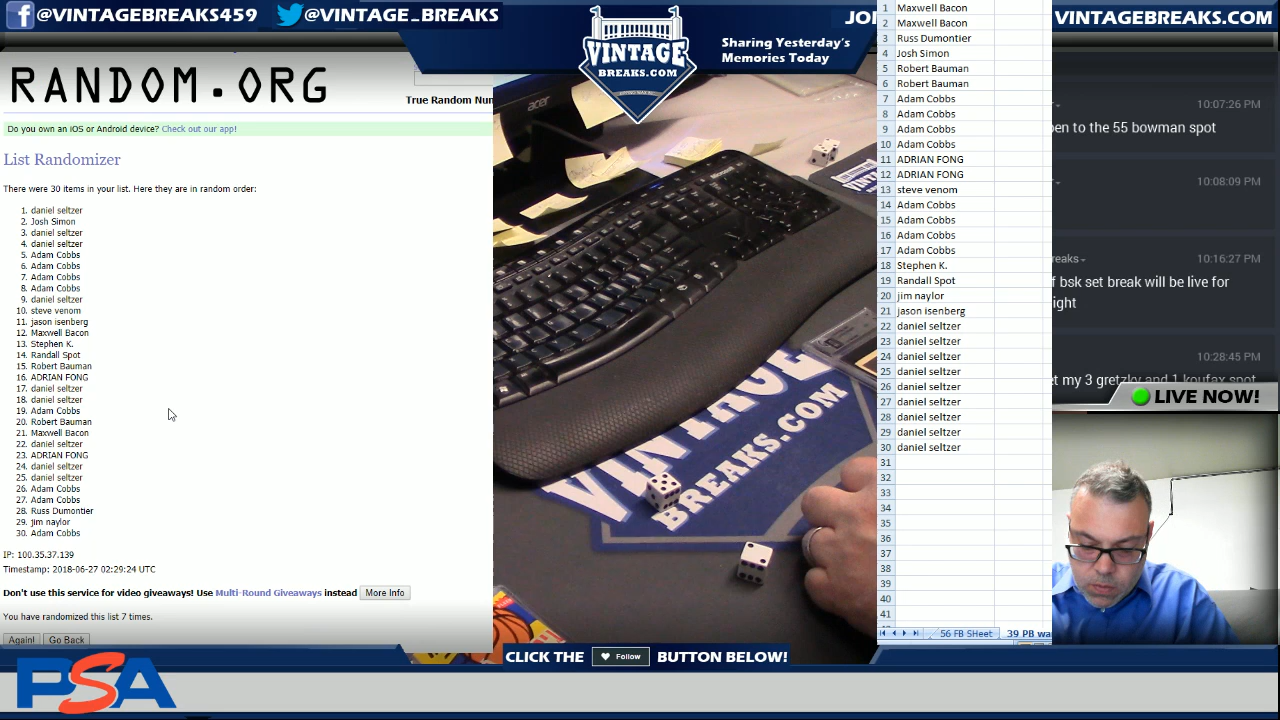 @VINTAGEBREAKS459
@VINTAGE_BREAKS
VINTAGE
BREAKS.COM
Sharing Yesterday's
Memories Today
VINTAGEBREAKS.COM
RANDOM.ORG
True Random Num
Do you own an iOS or Android device? Check out our app!
List Randomizer
There were 30 items in your list. Here they are in random order:
1. daniel seltzer
2. Josh Simon
3. daniel seltzer
4. daniel seltzer
5. Adam Cobbs
6. Adam Cobbs
7. Adam Cobbs
8. Adam Cobbs
9. daniel seltzer
10. steve venom
11. jason isenberg
12. Maxwell Bacon
13. Stephen K.
14. Randall Spot
15. Robert Bauman
16. ADRIAN FONG
17. daniel seltzer
18. daniel seltzer
19. Adam Cobbs
20. Robert Bauman
21. Maxwell Bacon
22. daniel seltzer
23. ADRIAN FONG
24. daniel seltzer
25. daniel seltzer
26. Adam Cobbs
27. Adam Cobbs
28. Russ Dumontier
29. jim naylor
30. Adam Cobbs
IP: 100.35.37.139
Timestamp: 2018-06-27 02:29:24 UTC
Don't use this service for video giveaways! Use Multi-Round Giveaways instead More Info
You have randomized this list 7 times.
Again! Go Back
PSA
acer
VINTAGE
BREAKS.COM
CLICK THE Follow BUTTON BELOW!
1 Maxwell Bacon
2 Maxwell Bacon
3 Russ Dumontier
4 Josh Simon
5 Robert Bauman
6 Robert Bauman
7 Adam Cobbs
8 Adam Cobbs
9 Adam Cobbs
10 Adam Cobbs
11 ADRIAN FONG
12 ADRIAN FONG
13 steve venom
14 Adam Cobbs
15 Adam Cobbs
16 Adam Cobbs
17 Adam Cobbs
18 Stephen K.
19 Randall Spot
20 jim naylor
21 jason isenberg
22 daniel seltzer
23 daniel seltzer
24 daniel seltzer
25 daniel seltzer
26 daniel seltzer
27 daniel seltzer
28 daniel seltzer
29 daniel seltzer
30 daniel seltzer
31
32
33
34
35
36
37
38
39
40
41
56 FB SHeet
39 PB wa
10:07:26 PM
en to the 55 bowman spot
10:08:09 PM
reaks
10:16:27 PM
f bsk set break will be live for
ight
10:28:45 PM
et my 3 gretzky and 1 koufax spot
LIVE NOW!